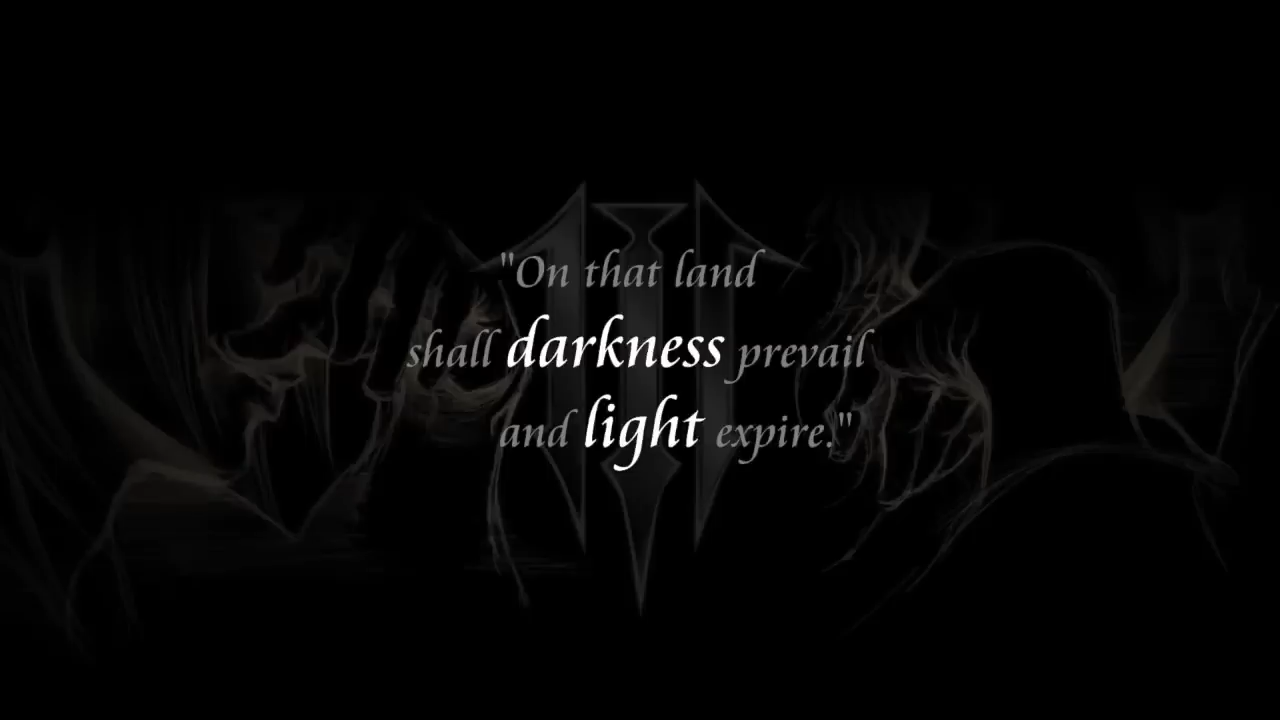 "On that land
shall darkness prevail
and light expire."